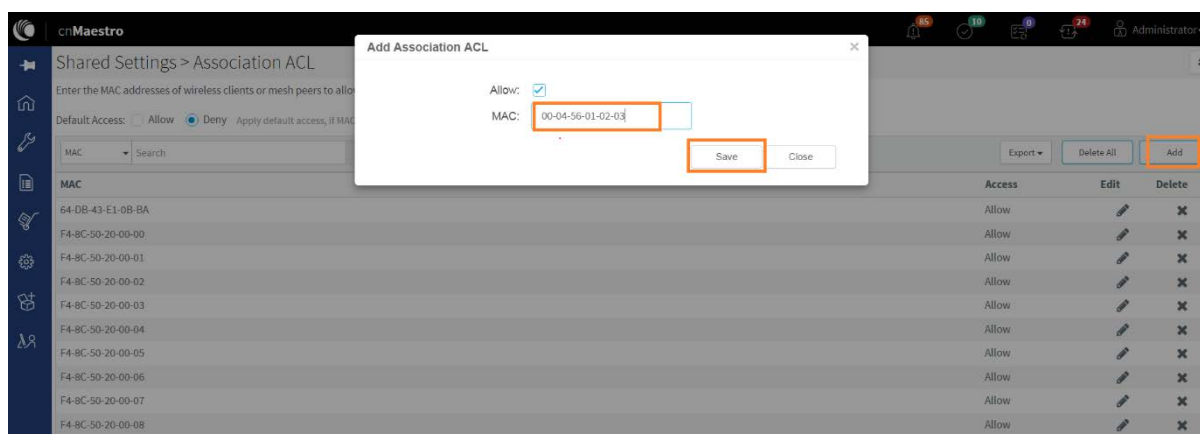 cnMaestro
85
10
0
24
Administrator
Add Association ACL
Shared Settings > Association ACL
Enter the MAC addresses of wireless clients or mesh peers to allo
Allow:
Default Access: Allow Deny Apply default access, if MAC
MAC: 00-04-56-01-02-03
Save Close
MAC Search Export Delete All Add
MAC Access Edit Delete
64-DB-43-E1-0B-BA Allow
F4-8C-50-20-00-00 Allow
F4-8C-50-20-00-01 Allow
F4-8C-50-20-00-02 Allow
F4-8C-50-20-00-03 Allow
F4-8C-50-20-00-04 Allow
F4-8C-50-20-00-05 Allow
F4-8C-50-20-00-06 Allow
F4-8C-50-20-00-07 Allow
F4-8C-50-20-00-08 Allow